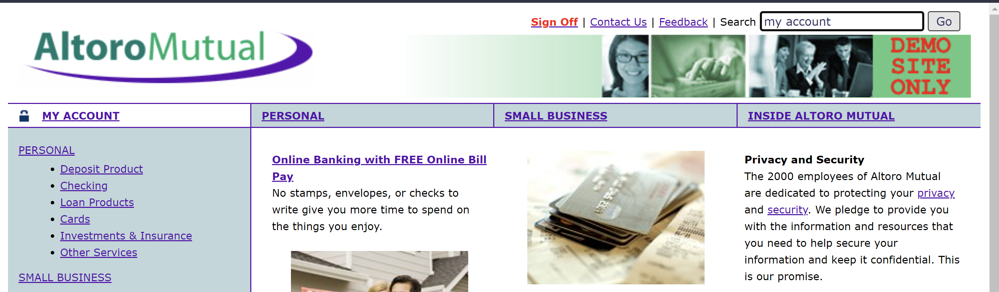 Sign Off | Contact Us | Feedback | Search my account Go
AltoroMutual
DEMO
SITE
ONLY
MY ACCOUNT
PERSONAL
SMALL BUSINESS
INSIDE ALTORO MUTUAL
PERSONAL
Deposit Product
Checking
Loan Products
Cards
Investments & Insurance
Other Services
SMALL BUSINESS
Online Banking with FREE Online Bill
Pay
No stamps, envelopes, or checks to
write give you more time to spend on
the things you enjoy.
Privacy and Security
The 2000 employees of Altoro Mutual
are dedicated to protecting your privacy
and security. We pledge to provide you
with the information and resources that
you need to help secure your
information and keep it confidential. This
is our promise.